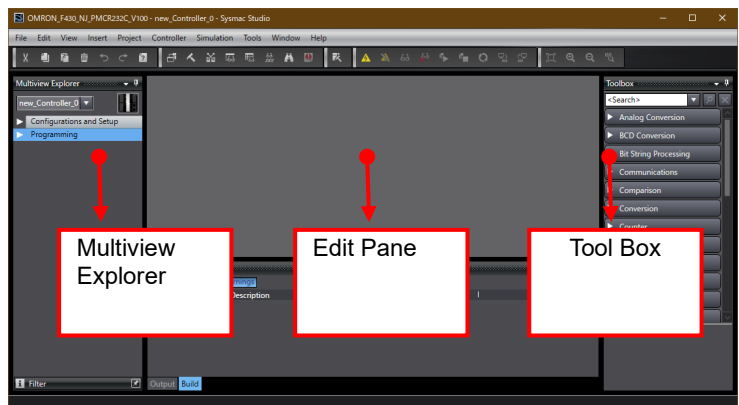 OMRON_F430_NJ_PMCR232C_V100 - new_Controller_0 - Sysmac Studio
File Edit View Insert Project Controller Simulation Tools Window Help
Multiview Explorer
new_Controller_0
Configurations and Setup
Programming
Toolbox
<Search>
Analog Conversion
BCD Conversion
Bit String Processing
Communications
Comparison
Conversion
Counter
Multiview
Explorer
Edit Pane
Tool Box
Description
Filter
Output Build